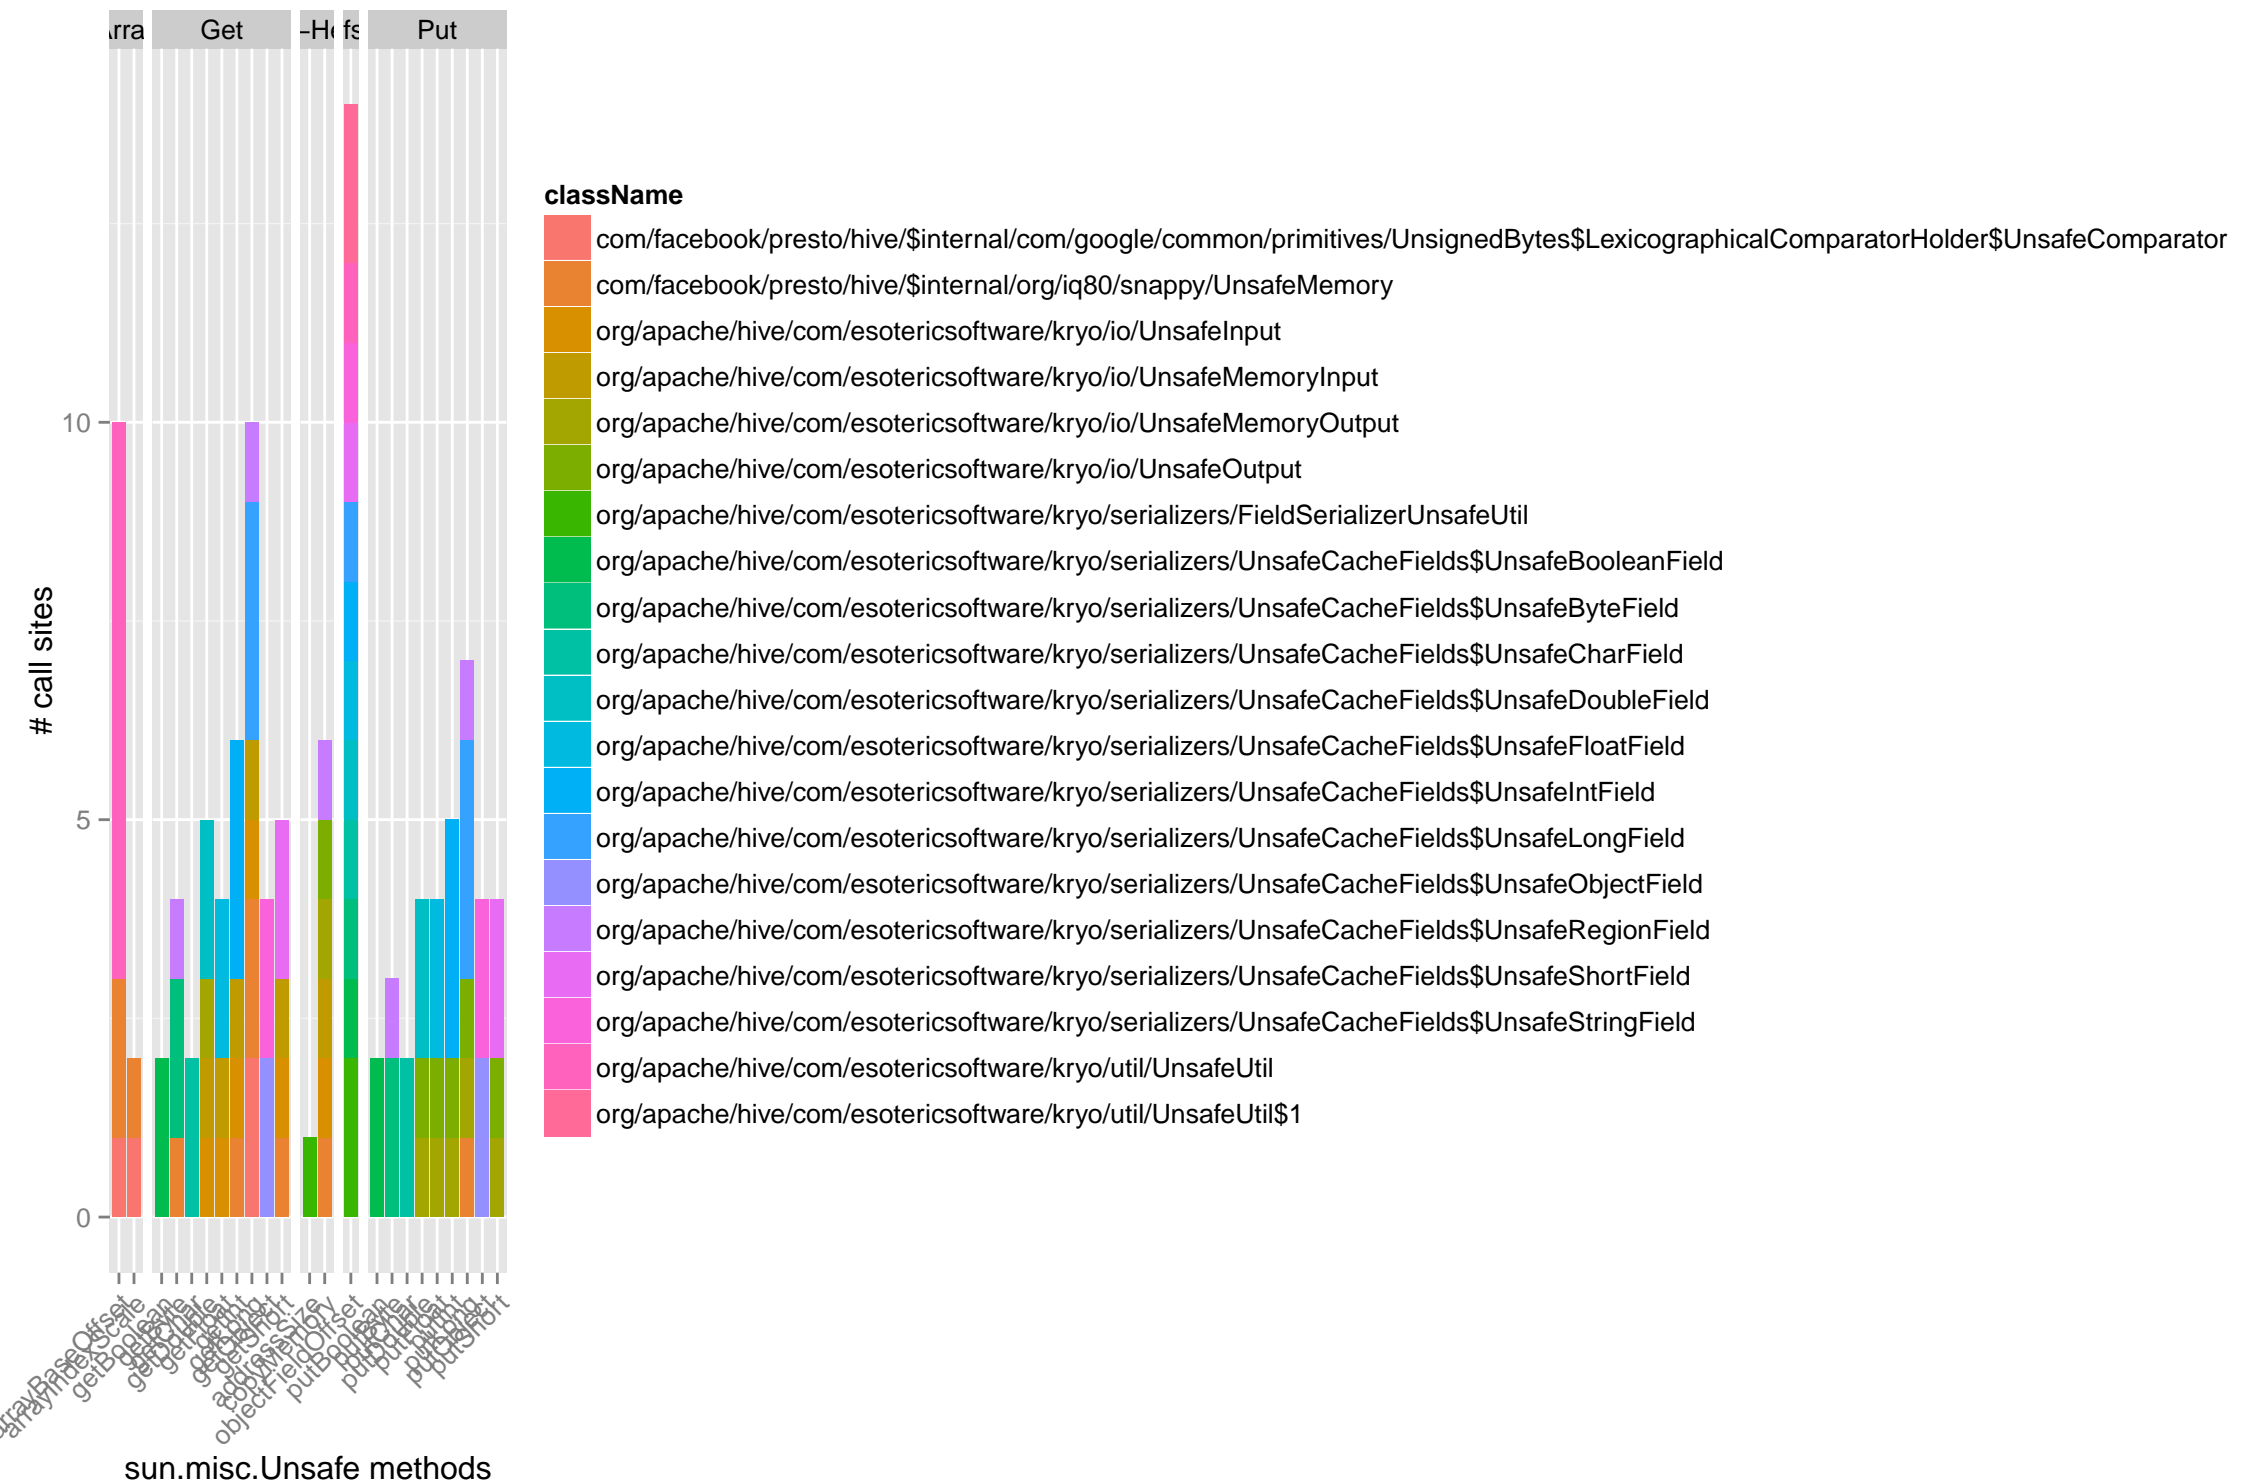 Get
Put
className
com/facebook/presto/hive/$internal/com/google/common/primitives/UnsignedBytes$LexicographicalComparatorHolder$UnsafeComparator
com/facebook/presto/hive/$internal/org/iq80/snappy/UnsafeMemory
org/apache/hive/com/esotericsoftware/kryo/io/UnsafeInput
org/apache/hive/com/esotericsoftware/kryo/io/UnsafeMemoryInput
org/apache/hive/com/esotericsoftware/kryo/io/UnsafeMemoryOutput
org/apache/hive/com/esotericsoftware/kryo/io/UnsafeOutput
org/apache/hive/com/esotericsoftware/kryo/serializers/FieldSerializerUnsafeUtil
org/apache/hive/com/esotericsoftware/kryo/serializers/UnsafeCacheFields$UnsafeBooleanField
org/apache/hive/com/esotericsoftware/kryo/serializers/UnsafeCacheFields$UnsafeByteField
org/apache/hive/com/esotericsoftware/kryo/serializers/UnsafeCacheFields$UnsafeCharField
org/apache/hive/com/esotericsoftware/kryo/serializers/UnsafeCacheFields$UnsafeDoubleField
org/apache/hive/com/esotericsoftware/kryo/serializers/UnsafeCacheFields$UnsafeFloatField
org/apache/hive/com/esotericsoftware/kryo/serializers/UnsafeCacheFields$UnsafeIntField
org/apache/hive/com/esotericsoftware/kryo/serializers/UnsafeCacheFields$UnsafeLongField
org/apache/hive/com/esotericsoftware/kryo/serializers/UnsafeCacheFields$UnsafeObjectField
org/apache/hive/com/esotericsoftware/kryo/serializers/UnsafeCacheFields$UnsafeRegionField
org/apache/hive/com/esotericsoftware/kryo/serializers/UnsafeCacheFields$UnsafeShortField
org/apache/hive/com/esotericsoftware/kryo/serializers/UnsafeCacheFields$UnsafeStringField
org/apache/hive/com/esotericsoftware/kryo/util/UnsafeUtil
org/apache/hive/com/esotericsoftware/kryo/util/UnsafeUtil$1
# call sites
10
5
0
arrayIndexScale
getBoolean
getShort
addressSize
copyMemory
objectFieldOffset
putBoolean
putObject
putShort
sun.misc.Unsafe methods